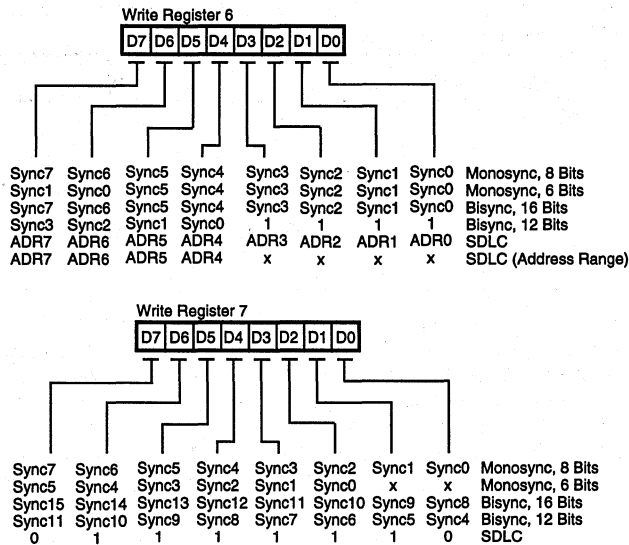 Write Register 6
D7 D6 D5 D4 D3 D2 D1 D0
Sync7 Sync6 Sync5 Sync4 Sync3 Sync2 Sync1 Sync0 Monosync, 8 Bits
Sync1 Sync0 Sync5 Sync4 Sync3 Sync2 Sync1 Sync0 Monosync, 6 Bits
Sync7 Sync6 Sync5 Sync4 Sync3 Sync2 Sync1 Sync0 Bisync, 16 Bits
Sync3 Sync2 Sync1 Sync0 1 1 1 1 Bisync, 12 Bits
ADR7 ADR6 ADR5 ADR4 ADR3 ADR2 ADR1 ADR0 SDLC
ADR7 ADR6 ADR5 ADR4 x x x x SDLC (Address Range)
Write Register 7
D7 D6 D5 D4 D3 D2 D1 D0
Sync7 Sync6 Sync5 Sync4 Sync3 Sync2 Sync1 Sync0 Monosync, 8 Bits
Sync5 Sync4 Sync3 Sync2 Sync1 Sync0 x x Monosync, 6 Bits
Sync15 Sync14 Sync13 Sync12 Sync11 Sync10 Sync9 Sync8 Bisync, 16 Bits
Sync11 Sync10 Sync9 Sync8 Sync7 Sync6 Sync5 Sync4 Bisync, 12 Bits
0 1 1 1 1 1 1 0 SDLC